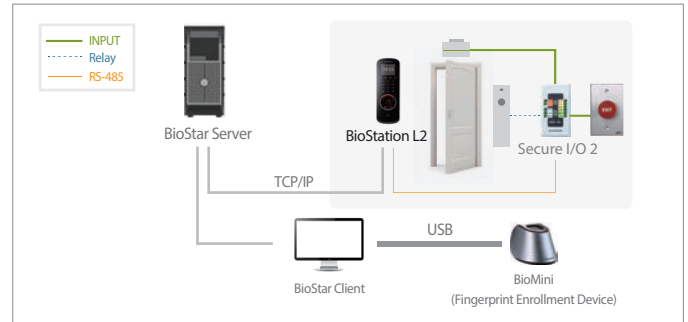 INPUT
Relay
RS-485
BioStar Server
BioStation L2
EXIT
Secure I/O 2
TCP/IP
USB
BioStar Client
BioMini
(Fingerprint Enrollment Device)